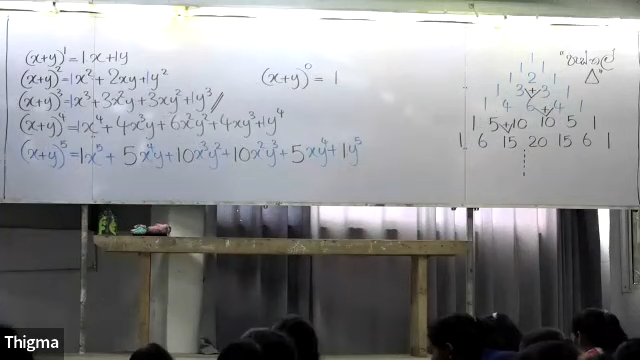 (x+y)¹ = 1x+1y
(x+y)² = 1x² + 2xy + 1y²
(x+y)³ = 1x³ + 3x²y + 3xy² + 1y³
(x+y)⁴ = 1x⁴ + 4x³y + 6x²y² + 4xy³ + 1y⁴
(x+y)⁵ = 1x⁵ + 5x⁴y + 10x³y² + 10x²y³ + 5xy⁴ + 1y⁵
(x+y)⁰ = 1
1
1 1
1 2 1
1 3 + 3 1
1 4 6 + 4 1
1 5 + 10 10 5 1
1 6 15 20 15 6 1
Thigma